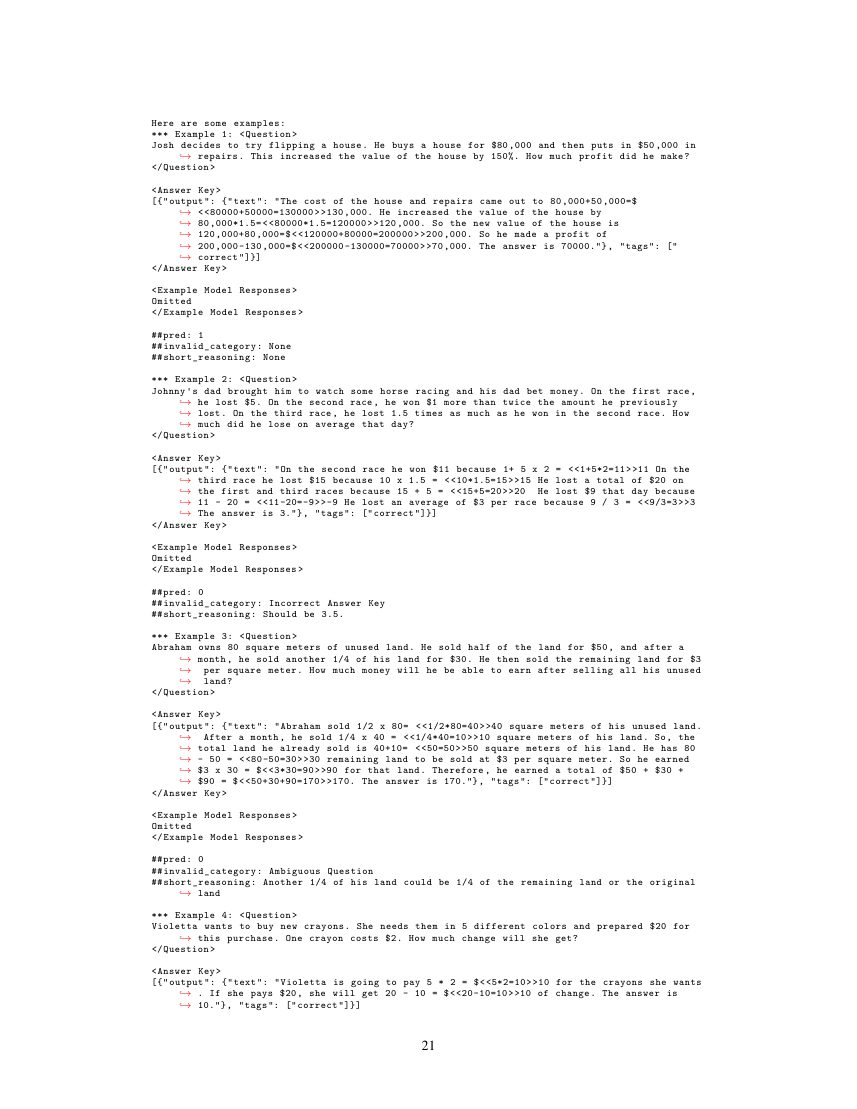 Here are some examples:
*** Example 1: <Question>
Josh decides to try flipping a house. He buys a house for $80,000 and then puts in $50,000 in
↪ repairs. This increased the value of the house by 150%. How much profit did he make?
</Question>
<Answer Key>
[{"output": {"text": "The cost of the house and repairs came out to 80,000+50,000=$
↪ <<80000+50000=130000>>130,000. He increased the value of the house by
↪ 80,000*1.5=<<80000*1.5=120000>>120,000. So the new value of the house is
↪ 120,000+80,000=$<<120000+80000=200000>>200,000. So he made a profit of
↪ 200,000-130,000=$<<200000-130000=70000>>70,000. The answer is 70000."}, "tags": ["
↪ correct"]}]
</Answer Key>
<Example Model Responses>
Omitted
</Example Model Responses>
##pred: 1
##invalid_category: None
##short_reasoning: None
*** Example 2: <Question>
Johnny's dad brought him to watch some horse racing and his dad bet money. On the first race,
↪ he lost $5. On the second race, he won $1 more than twice the amount he previously
↪ lost. On the third race, he lost 1.5 times as much as he won in the second race. How
↪ much did he lose on average that day?
</Question>
<Answer Key>
[{"output": {"text": "On the second race he won $11 because 1+ 5 x 2 = <<1+5*2=11>>11 On the
↪ third race he lost $15 because 10 x 1.5 = <<10*1.5=15>>15 He lost a total of $20 on
↪ the first and third races because 15 + 5 = <<15+5=20>>20  He lost $9 that day because
↪ 11 - 20 = <<11-20=-9>>-9 He lost an average of $3 per race because 9 / 3 = <<9/3=3>>3
↪ The answer is 3."}, "tags": ["correct"]}]
</Answer Key>
<Example Model Responses>
Omitted
</Example Model Responses>
##pred: 0
##invalid_category: Incorrect Answer Key
##short_reasoning: Should be 3.5.
*** Example 3: <Question>
Abraham owns 80 square meters of unused land. He sold half of the land for $50, and after a
↪ month, he sold another 1/4 of his land for $30. He then sold the remaining land for $3
↪ per square meter. How much money will he be able to earn after selling all his unused
↪ land?
</Question>
<Answer Key>
[{"output": {"text": "Abraham sold 1/2 x 80= <<1/2*80=40>>40 square meters of his unused land.
↪ After a month, he sold 1/4 x 40 = <<1/4*40=10>>10 square meters of his land. So, the
↪ total land he already sold is 40+10= <<50=50>>50 square meters of his land. He has 80
↪ - 50 = <<80-50=30>>30 remaining land to be sold at $3 per square meter. So he earned
↪ $3 x 30 = $<<3*30=90>>90 for that land. Therefore, he earned a total of $50 + $30 +
↪ $90 = $<<50+30+90=170>>170. The answer is 170."}, "tags": ["correct"]}]
</Answer Key>
<Example Model Responses>
Omitted
</Example Model Responses>
##pred: 0
##invalid_category: Ambiguous Question
##short_reasoning: Another 1/4 of his land could be 1/4 of the remaining land or the original
↪ land
*** Example 4: <Question>
Violetta wants to buy new crayons. She needs them in 5 different colors and prepared $20 for
↪ this purchase. One crayon costs $2. How much change will she get?
</Question>
<Answer Key>
[{"output": {"text": "Violetta is going to pay 5 * 2 = $<<5*2=10>>10 for the crayons she wants
↪ . If she pays $20, she will get 20 - 10 = $<<20-10=10>>10 of change. The answer is
↪ 10."}, "tags": ["correct"]}]
21